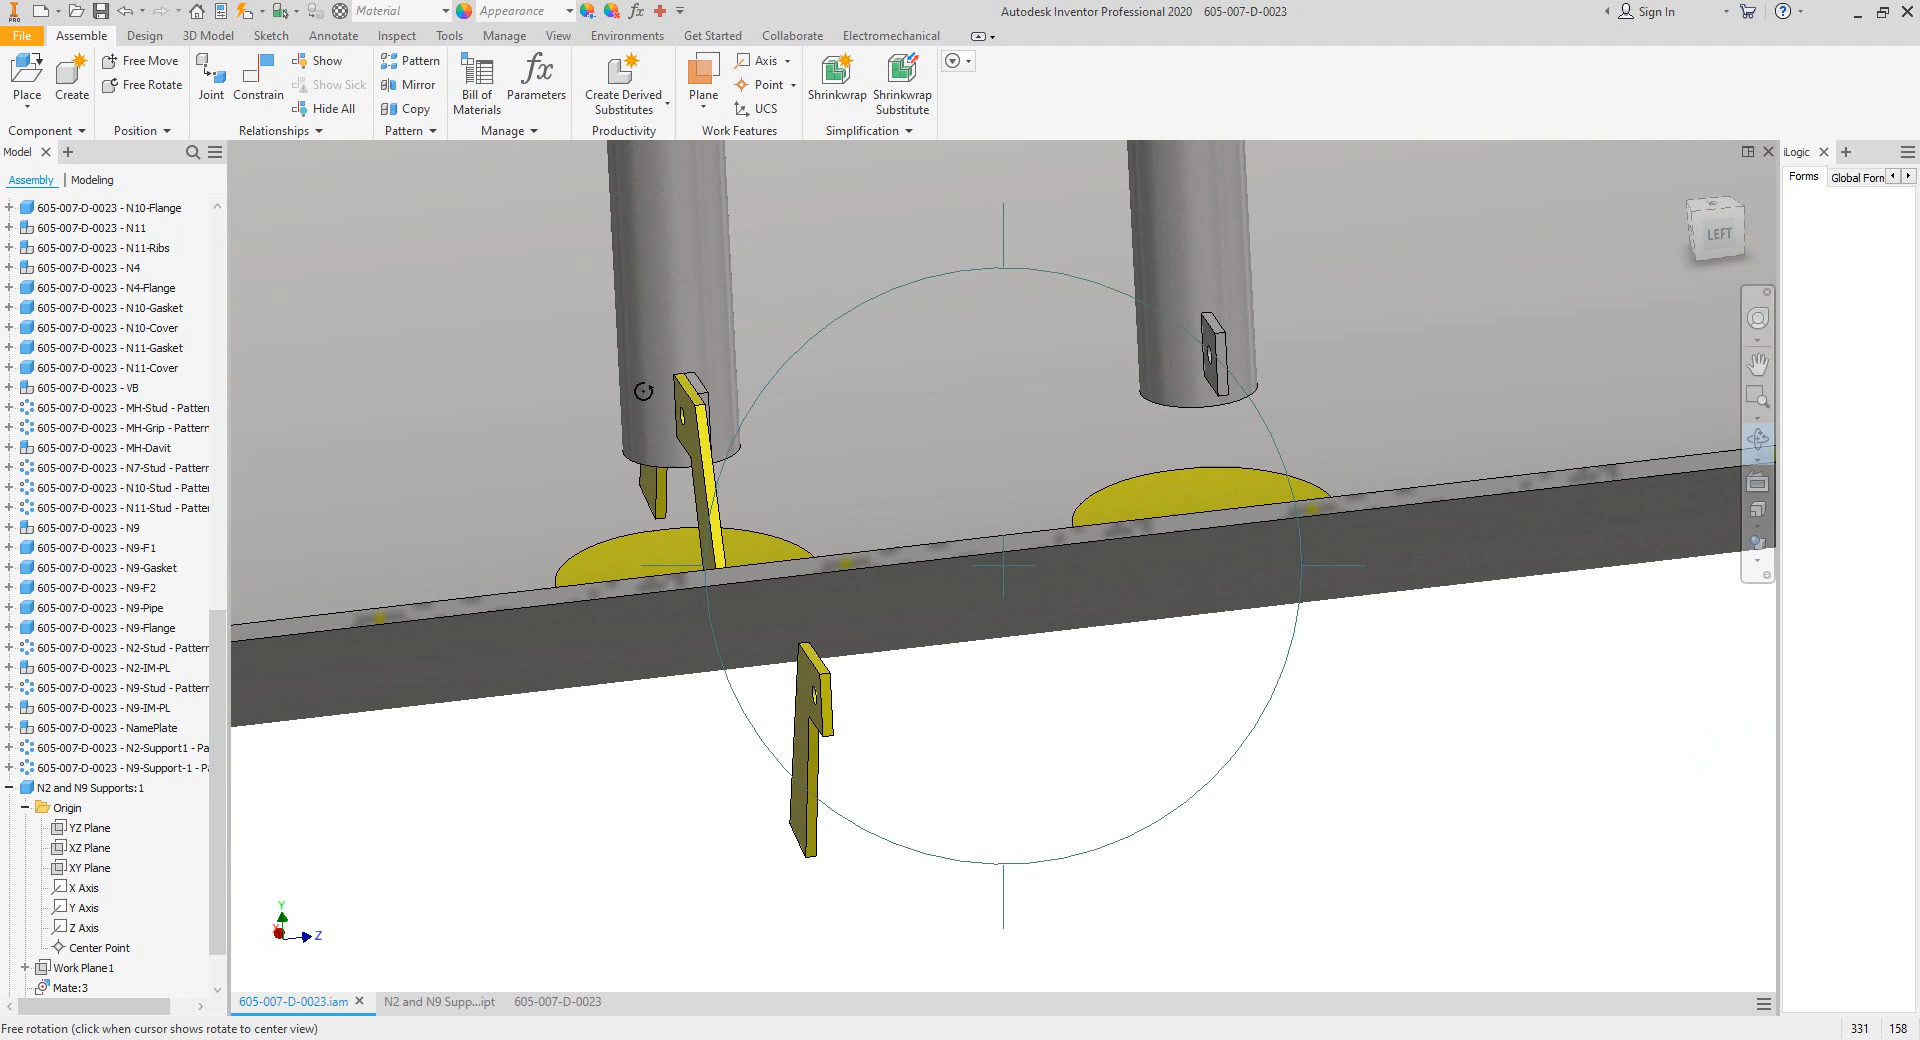 Material
Appearance
fx
Autodesk Inventor Professional 2020 605-007-D-0023
Sign In
File Assemble Design 3D Model Sketch Annotate Inspect Tools Manage View Environments Get Started Collaborate Electromechanical
Place
Create
Free Move
Free Rotate
Joint
Constrain
Show
Show Sick
Hide All
Pattern
Mirror
Copy
Bill of
Materials
fx
Parameters
Create Derived
Substitutes
Plane
Axis
Point
UCS
Shrinkwrap
Shrinkwrap
Substitute
Component Position Relationships Pattern Manage Productivity Work Features Simplification
Model
Assembly Modeling
605-007-D-0023 - N10-Flange
605-007-D-0023 - N11
605-007-D-0023 - N11-Ribs
605-007-D-0023 - N4
605-007-D-0023 - N4-Flange
605-007-D-0023 - N10-Gasket
605-007-D-0023 - N10-Cover
605-007-D-0023 - N11-Gasket
605-007-D-0023 - N11-Cover
605-007-D-0023 - VB
605-007-D-0023 - MH-Stud - Pattern
605-007-D-0023 - MH-Grip - Pattern
605-007-D-0023 - MH-Davit
605-007-D-0023 - N7-Stud - Pattern
605-007-D-0023 - N10-Stud - Patter
605-007-D-0023 - N11-Stud - Patter
605-007-D-0023 - N9
605-007-D-0023 - N9-F1
605-007-D-0023 - N9-Gasket
605-007-D-0023 - N9-F2
605-007-D-0023 - N9-Pipe
605-007-D-0023 - N9-Flange
605-007-D-0023 - N2-Stud - Pattern
605-007-D-0023 - N2-IM-PL
605-007-D-0023 - N9-Stud - Pattern
605-007-D-0023 - N9-IM-PL
605-007-D-0023 - NamePlate
605-007-D-0023 - N2-Support1 - Pa
605-007-D-0023 - N9-Support-1 - P
N2 and N9 Supports:1
Origin
YZ Plane
XZ Plane
XY Plane
X Axis
Y Axis
Z Axis
Center Point
Work Plane1
Mate:3
LEFT
Y
X
Z
iLogic
Forms Global Forn
605-007-D-0023.iam N2 and N9 Supp...ipt 605-007-D-0023
Free rotation (click when cursor shows rotate to center view)
331 158